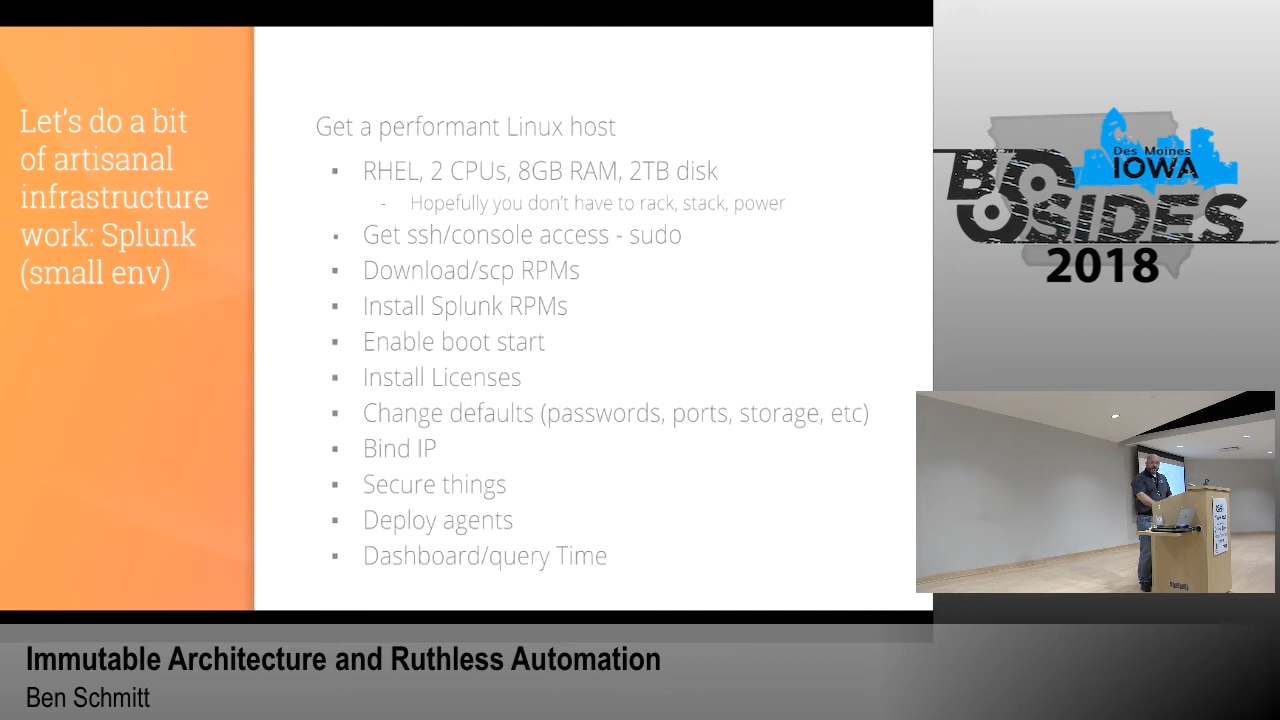 Let's do a bit
of artisanal
infrastructure
work: Splunk
(small env)
Get a performant Linux host
▪ RHEL, 2 CPUs, 8GB RAM, 2TB disk
- Hopefully you don't have to rack, stack, power
▪ Get ssh/console access - sudo
▪ Download/scp RPMs
▪ Install Splunk RPMs
▪ Enable boot start
▪ Install Licenses
▪ Change defaults (passwords, ports, storage, etc)
▪ Bind IP
▪ Secure things
▪ Deploy agents
▪ Dashboard/query Time
Des Moines
IOWA
BSIDES
2018
Immutable Architecture and Ruthless Automation
Ben Schmitt